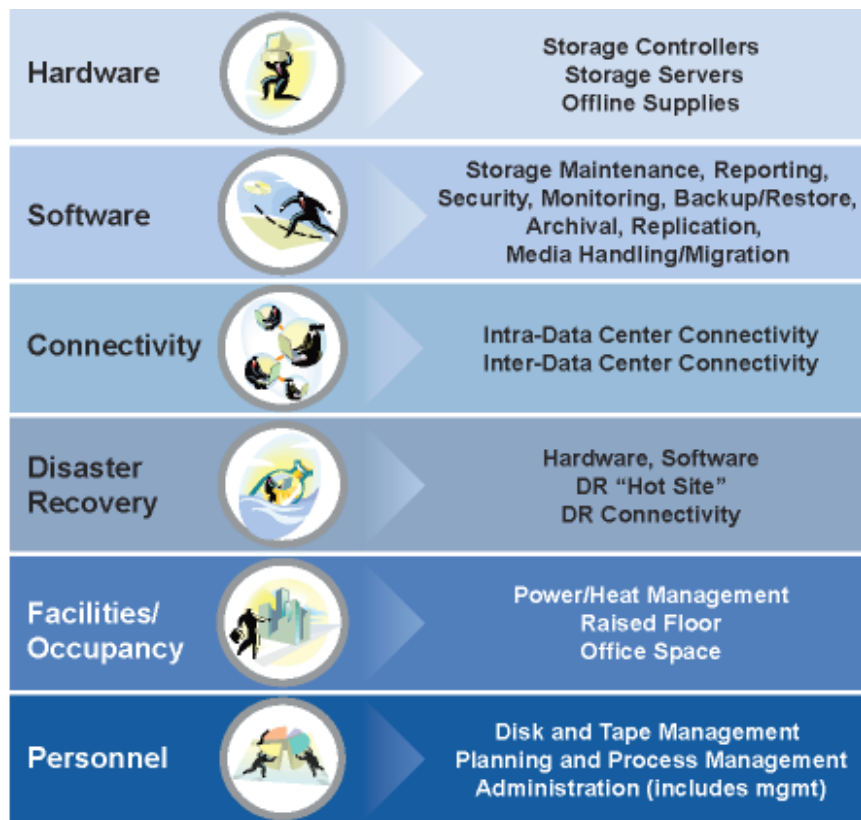 Hardware
Storage Controllers
Storage Servers
Offline Supplies
Software
Storage Maintenance, Reporting,
Security, Monitoring, Backup/Restore,
Archival, Replication,
Media Handling/Migration
Connectivity
Intra-Data Center Connectivity
Inter-Data Center Connectivity
Disaster
Recovery
Hardware, Software
DR “Hot Site”
DR Connectivity
Facilities/
Occupancy
Power/Heat Management
Raised Floor
Office Space
Personnel
Disk and Tape Management
Planning and Process Management
Administration (includes mgmt)